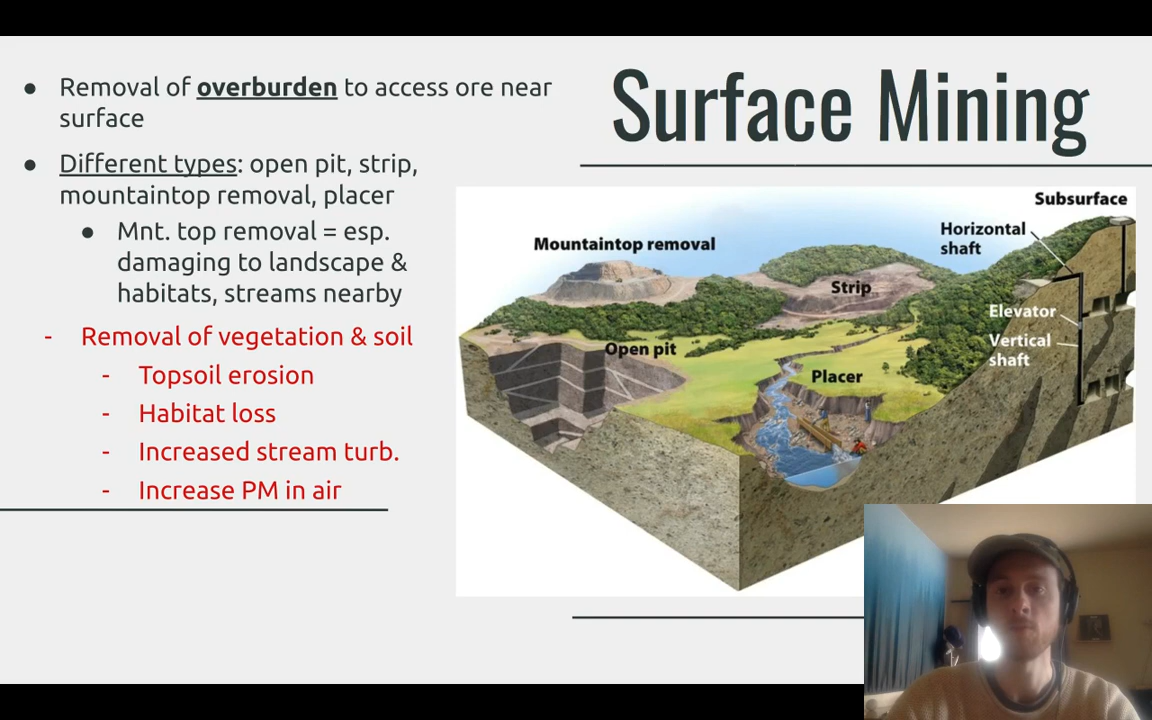 Surface Mining
● Removal of overburden to access ore near
surface
● Different types: open pit, strip,
mountaintop removal, placer
● Mnt. top removal = esp.
damaging to landscape &
habitats, streams nearby
- Removal of vegetation & soil
- Topsoil erosion
- Habitat loss
- Increased stream turb.
- Increase PM in air
Subsurface
Horizontal
shaft
Mountaintop removal
Strip
Elevator
Vertical
shaft
Open pit
Placer